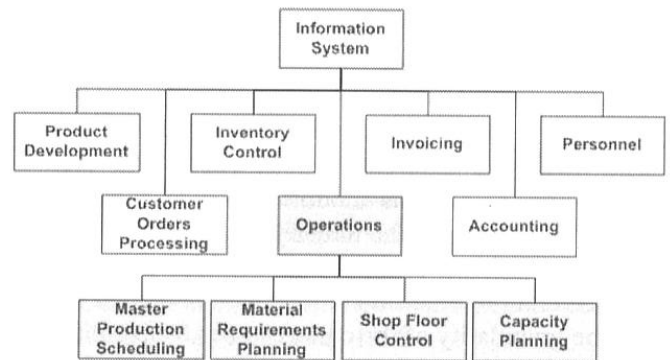 Information
System
Product
Development
Inventory
Control
Invoicing
Personnel
Customer
Orders
Processing
Operations
Accounting
Master
Production
Scheduling
Material
Requirements
Planning
Shop Floor
Control
Capacity
Planning